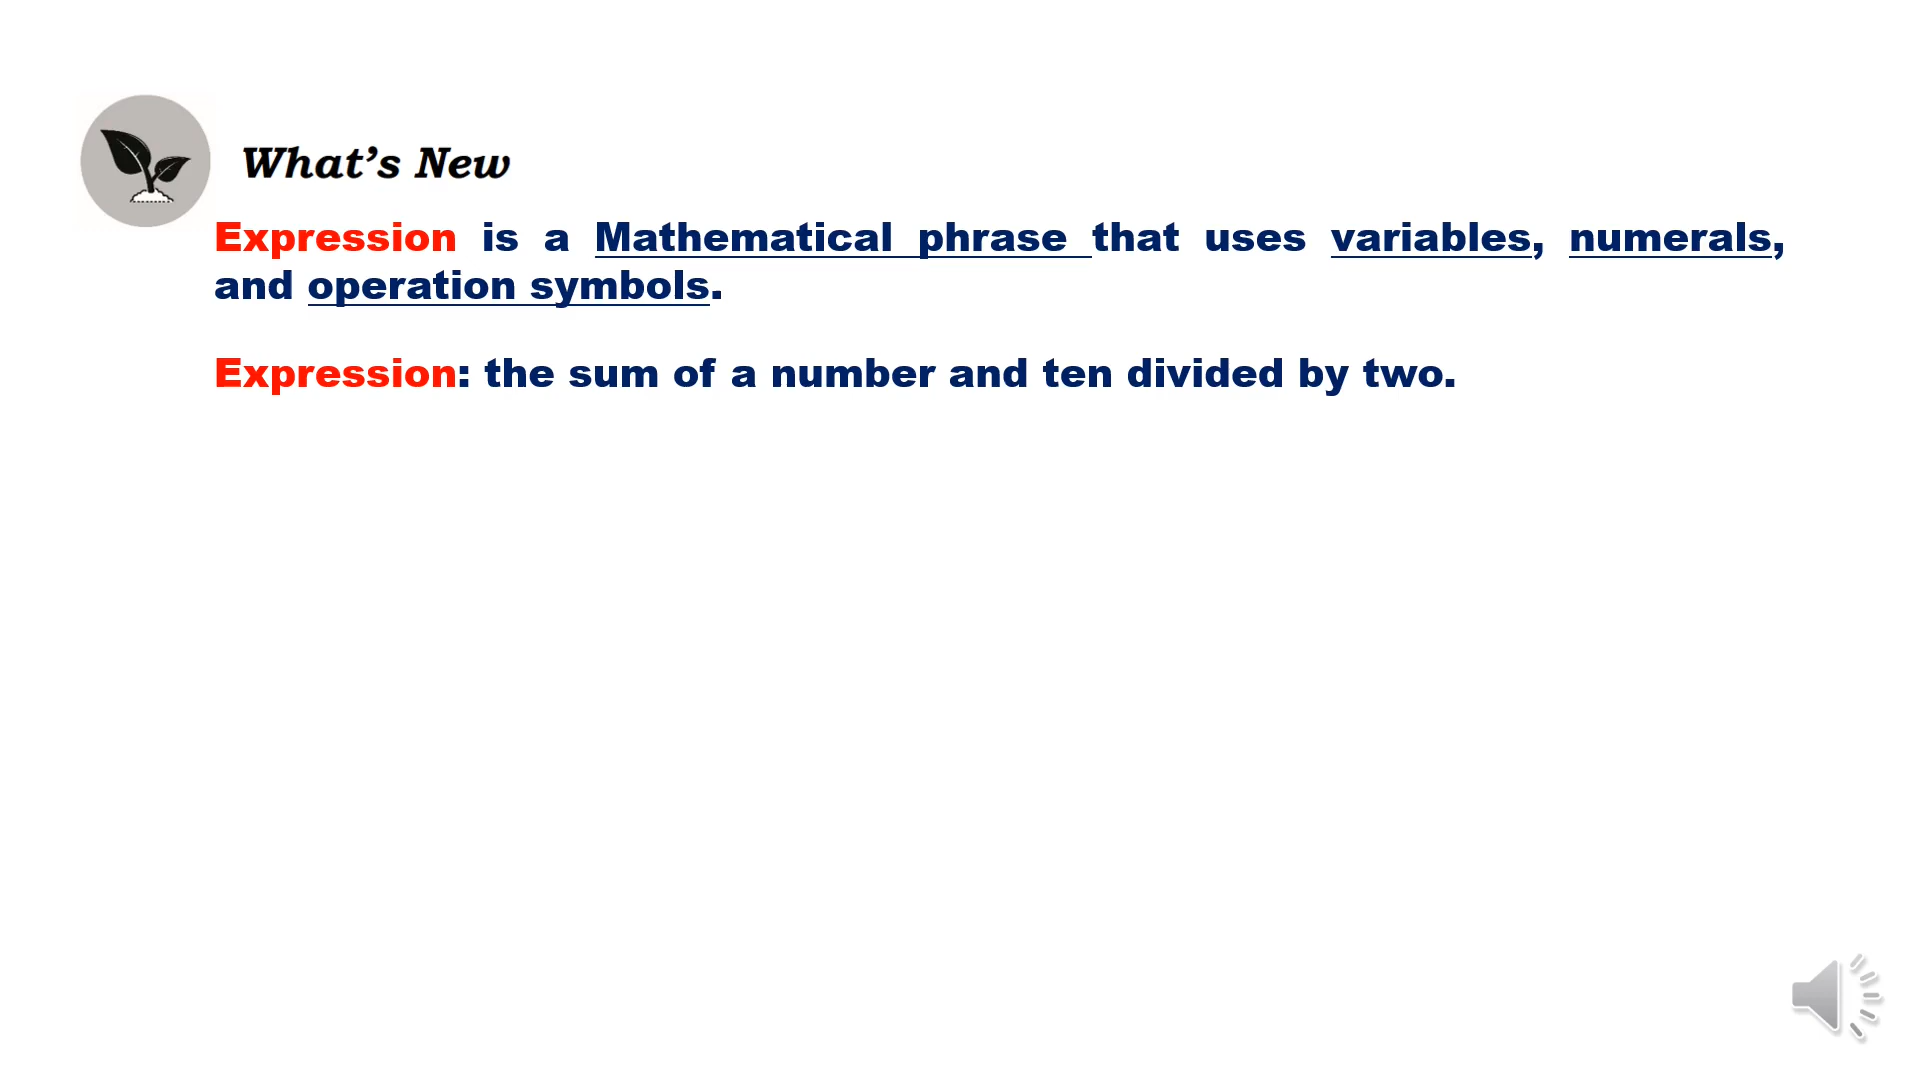 What's New
Expression is a Mathematical phrase that uses variables, numerals,
and operation symbols.
Expression: the sum of a number and ten divided by two.